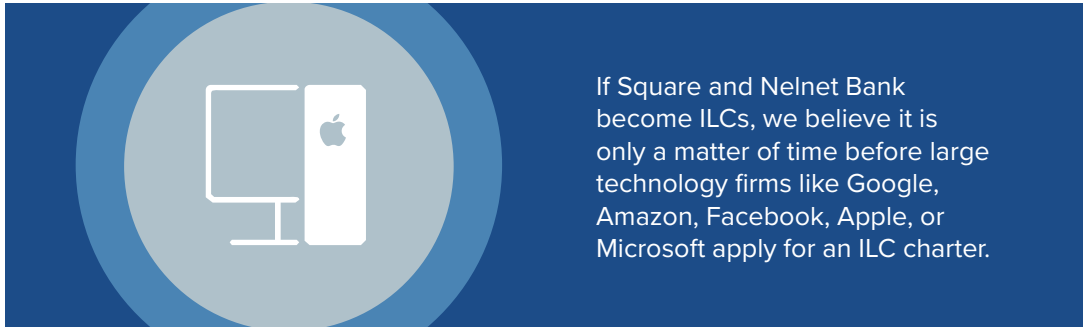 If Square and Nelnet Bank
become ILCs, we believe it is
only a matter of time before large
technology firms like Google,
Amazon, Facebook, Apple, or
Microsoft apply for an ILC charter.